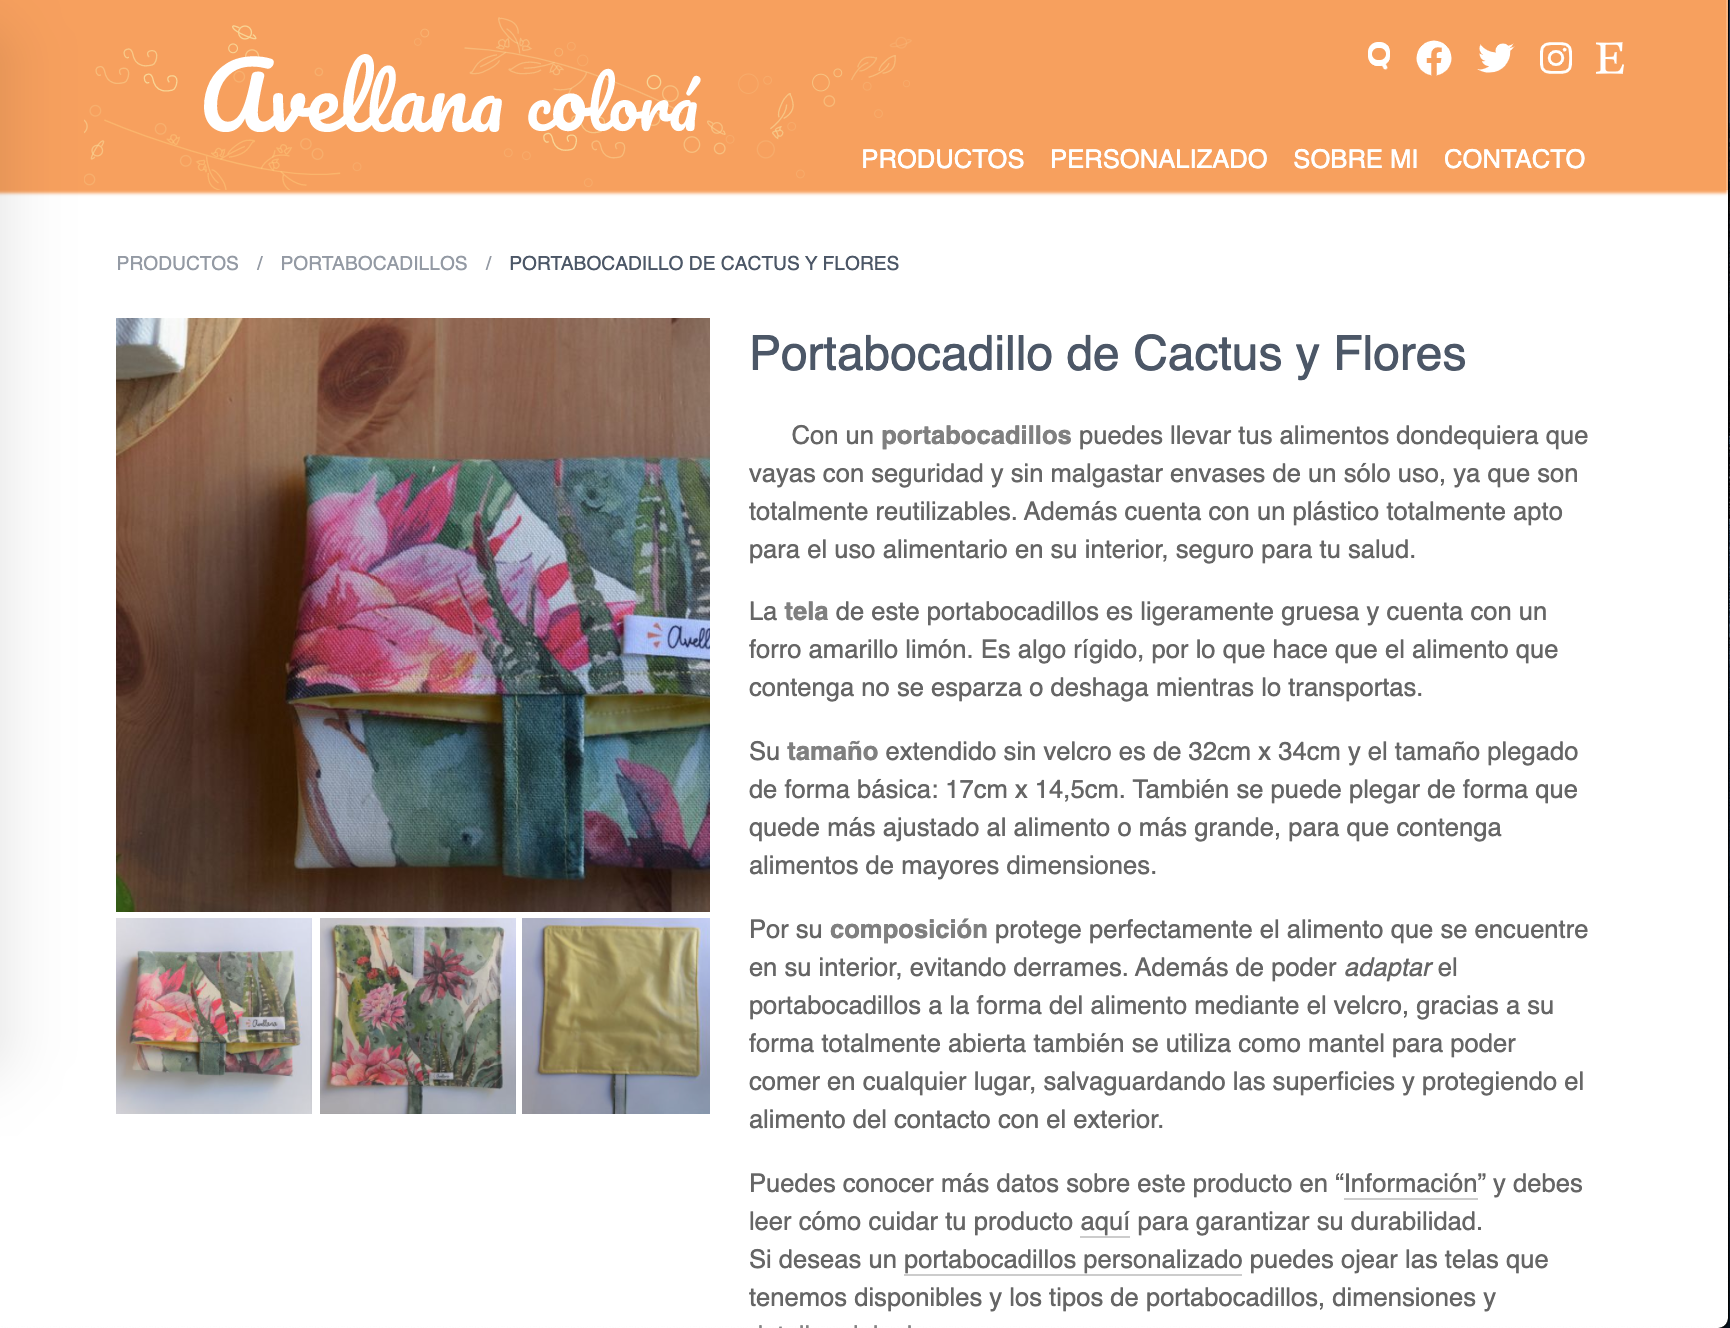 Avellana colorá
E
PRODUCTOS PERSONALIZADO SOBRE MI CONTACTO
PRODUCTOS / PORTABOCADILLOS / PORTABOCADILLO DE CACTUS Y FLORES
Portabocadillo de Cactus y Flores
Con un portabocadillos puedes llevar tus alimentos dondequiera que
vayas con seguridad y sin malgastar envases de un sólo uso, ya que son
totalmente reutilizables. Además cuenta con un plástico totalmente apto
para el uso alimentario en su interior, seguro para tu salud.
La tela de este portabocadillos es ligeramente gruesa y cuenta con un
forro amarillo limón. Es algo rígido, por lo que hace que el alimento que
contenga no se esparza o deshaga mientras lo transportas.
Su tamaño extendido sin velcro es de 32cm x 34cm y el tamaño plegado
de forma básica: 17cm x 14,5cm. También se puede plegar de forma que
quede más ajustado al alimento o más grande, para que contenga
alimentos de mayores dimensiones.
Por su composición protege perfectamente el alimento que se encuentre
en su interior, evitando derrames. Además de poder adaptar el
portabocadillos a la forma del alimento mediante el velcro, gracias a su
forma totalmente abierta también se utiliza como mantel para poder
comer en cualquier lugar, salvaguardando las superficies y protegiendo el
alimento del contacto con el exterior.
Puedes conocer más datos sobre este producto en “Información” y debes
leer cómo cuidar tu producto aquí para garantizar su durabilidad.
Si deseas un portabocadillos personalizado puedes ojear las telas que
tenemos disponibles y los tipos de portabocadillos, dimensiones y
Avell
Avellana